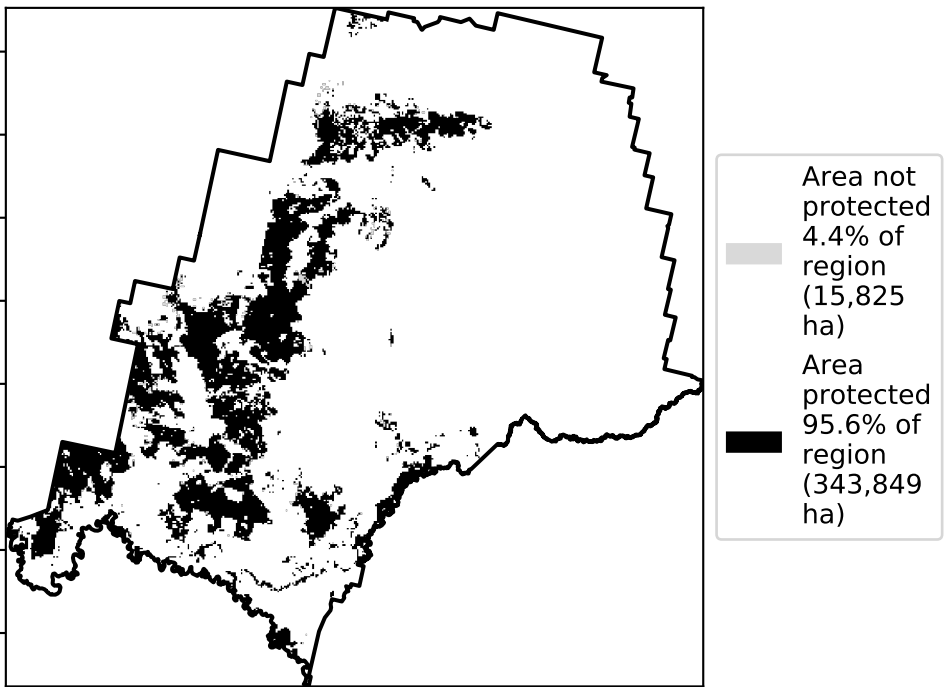 Area not
protected
4.4% of
region
(15,825
ha)
Area
protected
95.6% of
region
(343,849
ha)